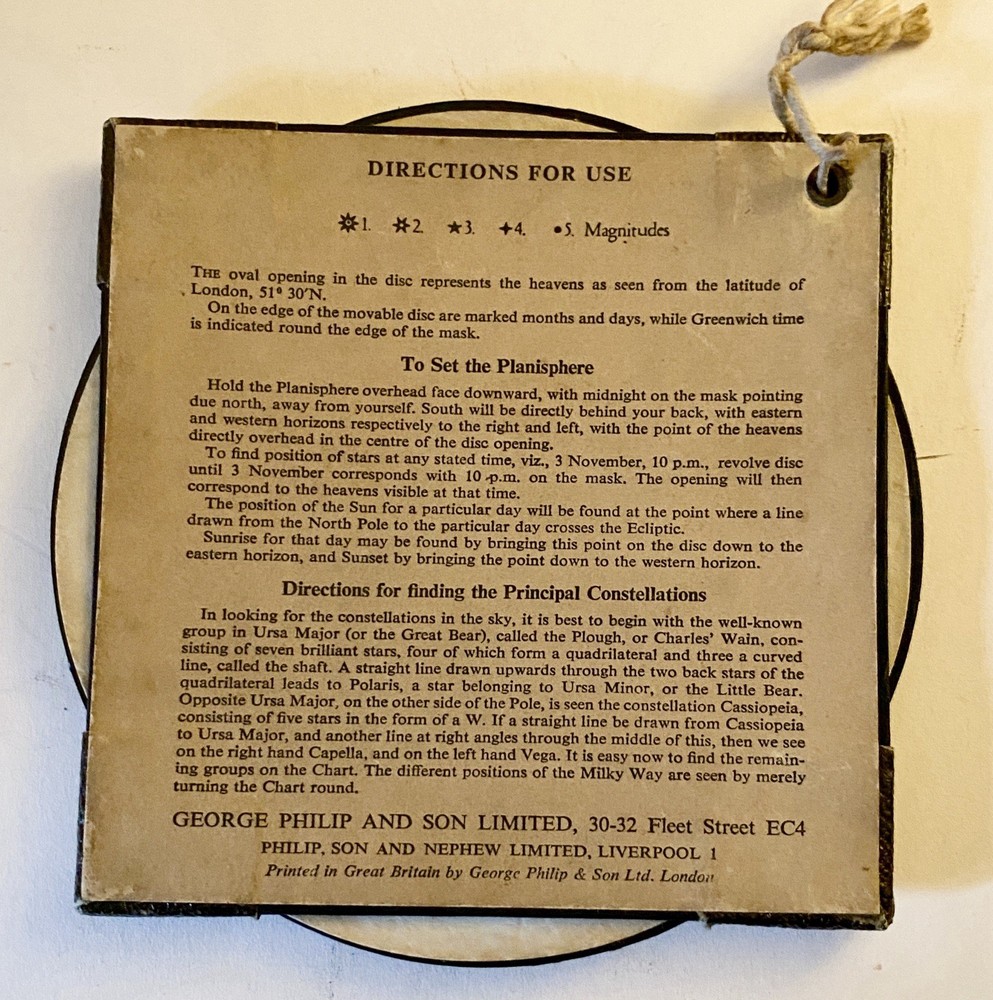 DIRECTIONS FOR USE
1. 2. 3. 4. 5. Magnitudes
THE oval opening in the disc represents the heavens as seen from the latitude of
London, 51° 30'N.
On the edge of the movable disc are marked months and days, while Greenwich time
is indicated round the edge of the mask.
To Set the Planisphere
Hold the Planisphere overhead face downward, with midnight on the mask pointing
due north, away from yourself. South will be directly behind your back, with eastern
and western horizons respectively to the right and left, with the point of the heavens
directly overhead in the centre of the disc opening.
To find position of stars at any stated time, viz., 3 November, 10 p.m., revolve disc
until 3 November corresponds with 10 p.m. on the mask. The opening will then
correspond to the heavens visible at that time.
The position of the Sun for a particular day will be found at the point where a line
drawn from the North Pole to the particular day crosses the Ecliptic.
Sunrise for that day may be found by bringing this point on the disc down to the
eastern horizon, and Sunset by bringing the point down to the western horizon.
Directions for finding the Principal Constellations
In looking for the constellations in the sky, it is best to begin with the well-known
group in Ursa Major (or the Great Bear), called the Plough, or Charles' Wain, con-
sisting of seven brilliant stars, four of which form a quadrilateral and three a curved
line, called the shaft. A straight line drawn upwards through the two back stars of the
quadrilateral leads to Polaris, a star belonging to Ursa Minor, or the Little Bear.
Opposite Ursa Major, on the other side of the Pole, is seen the constellation Cassiopeia,
consisting of five stars in the form of a W. If a straight line be drawn from Cassiopeia
to Ursa Major, and another line at right angles through the middle of this, then we see
on the right hand Capella, and on the left hand Vega. It is easy now to find the remain-
ing groups on the Chart. The different positions of the Milky Way are seen by merely
turning the Chart round.
GEORGE PHILIP AND SON LIMITED, 30-32 Fleet Street EC4
PHILIP, SON AND NEPHEW LIMITED, LIVERPOOL 1
Printed in Great Britain by George Philip & Son Ltd. London